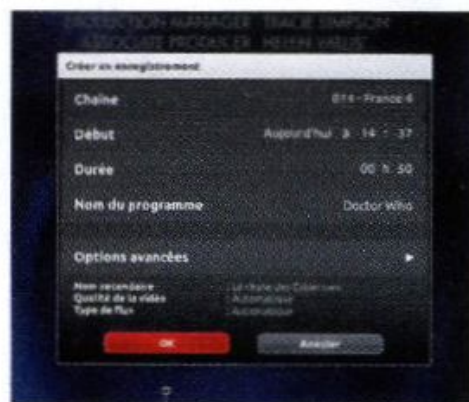 PRODUCTION MANAGER TRACIE SIMPSON
ASSOCIATE PRODUCER HELEN
Créer un enregistrement
Chaîne 014 - France 4
Début Aujourd'hui à 14 : 37
Durée 00 h 50
Nom du programme Doctor Who
Options avancées
Nom secondaire :
Qualité de la vidéo : Automatique
Type de flux : Automatique
OK Annuler